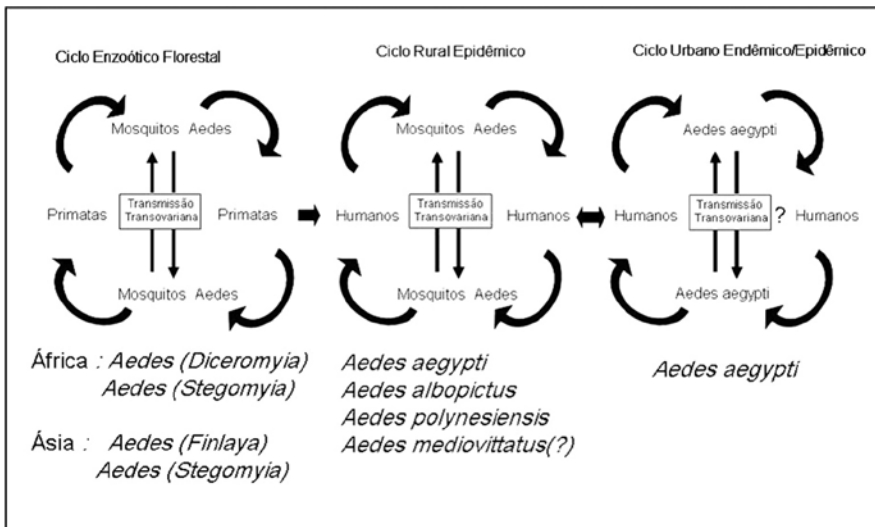 Ciclo Enzoótico Florestal
Mosquitos Aedes
Primatas
Transmissão
Transovariana
Primatas
Mosquitos Aedes
África : Aedes (Diceromyia)
Aedes (Stegomyia)
Ásia : Aedes (Finlaya)
Aedes (Stegomyia)
Ciclo Rural Epidêmico
Mosquitos Aedes
Humanos
Transmissão
Transovariana
Humanos
Mosquitos Aedes
Aedes aegypti
Aedes albopictus
Aedes polynesiensis
Aedes mediovittatus(?)
Ciclo Urbano Endêmico/Epidêmico
Aedes aegypti
Humanos
Transmissão
Transovariana
?
Humanos
Aedes aegypti
Aedes aegypti